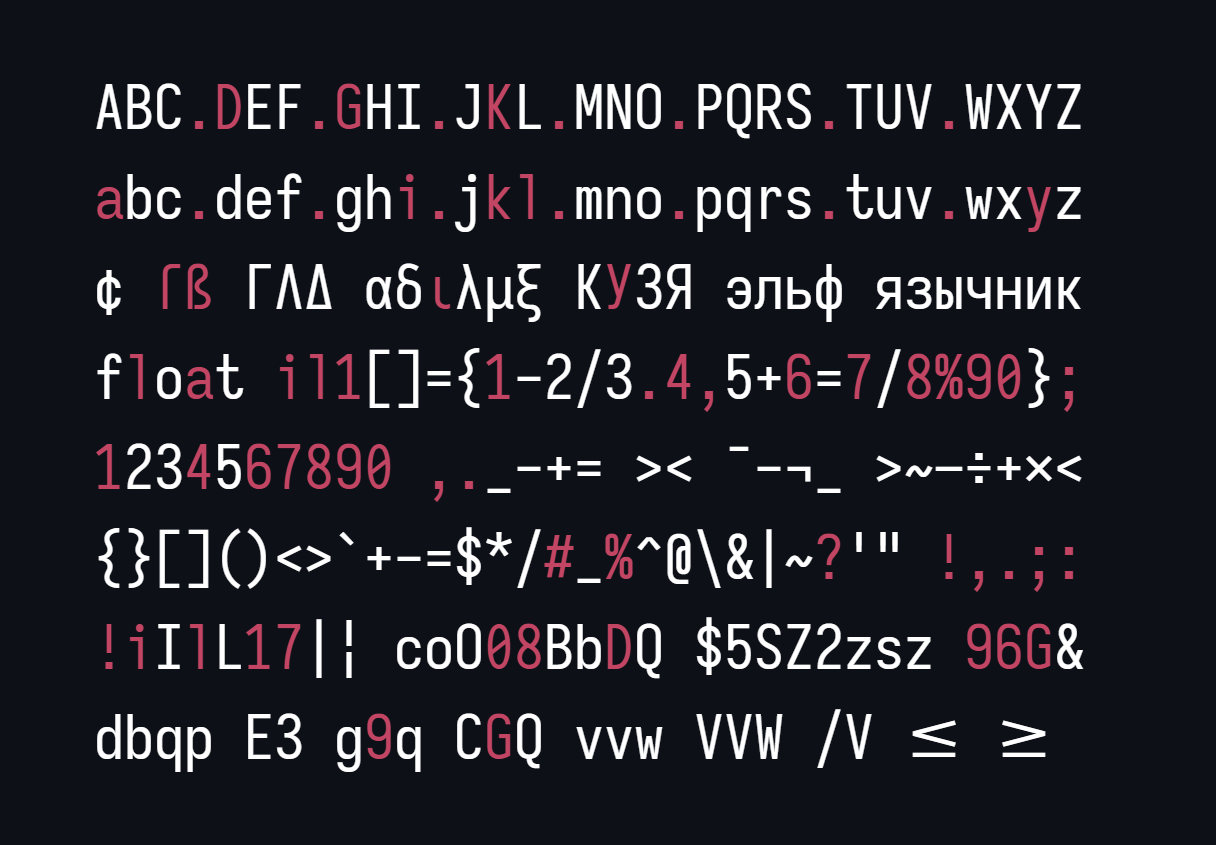 ABC.DEF.GHI.JKL.MNO.PQRS.TUV.WXYZ
abc.def.ghi.jkl.mno.pqrs.tuv.wxyz
¢ ſß ΓΛΔ αδιλμξ КУЗЯ эльф язычник
float il1[]={1-2/3.4,5+6=7/8%90};
1234567890 ,._-+= >< ¯-¬_ >~–÷+×<
{}[]()<>`+-=$*/#_%^@\&|~?'" !,.;:
!iIlL17|¦ coO08BbDQ $5SZ2zsz 96G&
dbqp E3 g9q CGQ vvw VVW /V ≤ ≥